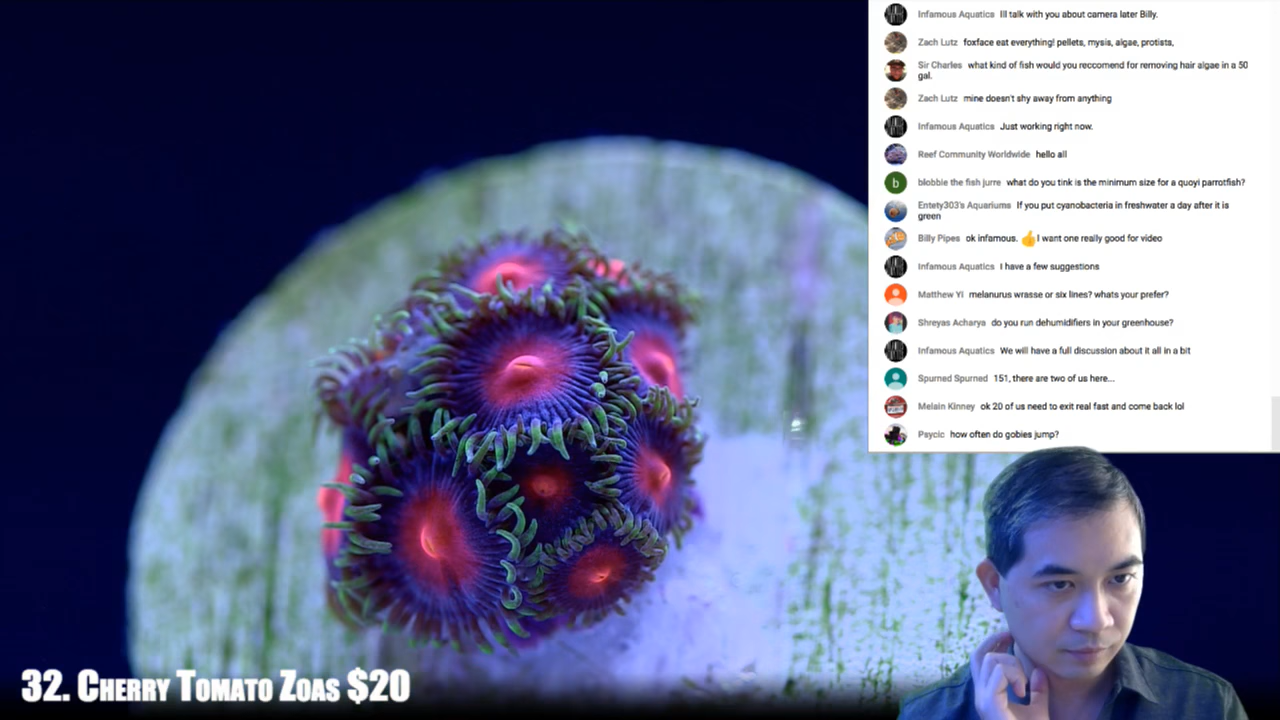 Infamous Aquatics Ill talk with you about camera later Billy.
Zach Lutz foxface eat everything! pellets, mysis, algae, protists,
Sir Charles what kind of fish would you reccomend for removing hair algae in a 50
gal.
Zach Lutz mine doesn't shy away from anything
Infamous Aquatics Just working right now.
Reef Community Worldwide hello all
b
blobbie the fish jurre what do you tink is the minimum size for a quoyi parrotfish?
Entety303's Aquariums If you put cyanobacteria in freshwater a day after it is
green
Billy Pipes ok infamous. 👍I want one really good for video
Infamous Aquatics I have a few suggestions
Matthew Yi melanurus wrasse or six lines? whats your prefer?
Shreyas Acharya do you run dehumidifiers in your greenhouse?
Infamous Aquatics We will have a full discussion about it all in a bit
Spurned Spurned 151, there are two of us here...
Melain Kinney ok 20 of us need to exit real fast and come back lol
Psycic how often do gobies jump?
32. Cherry Tomato Zoas $20